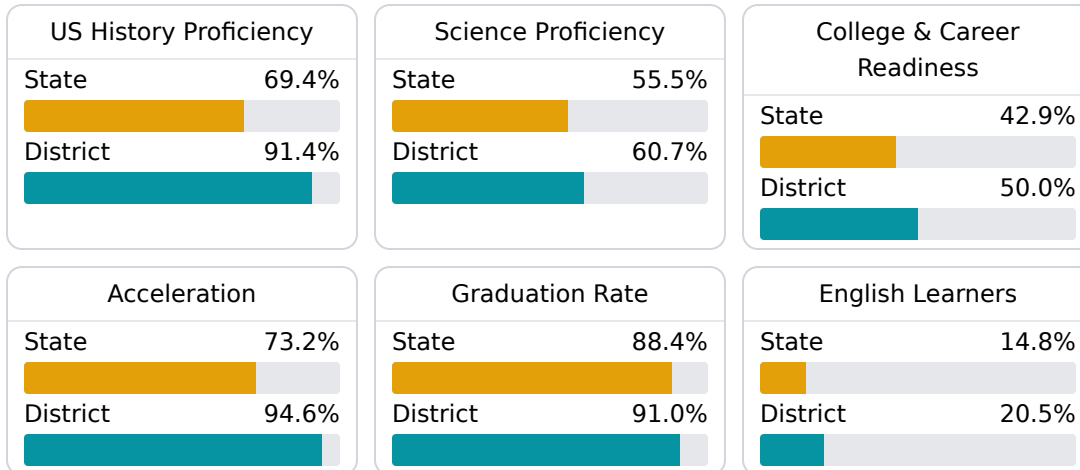 US History Proficiency
State 69.4%
District 91.4%
Science Proficiency
State 55.5%
District 60.7%
College & Career
Readiness
State 42.9%
District 50.0%
Acceleration
State 73.2%
District 94.6%
Graduation Rate
State 88.4%
District 91.0%
English Learners
State 14.8%
District 20.5%